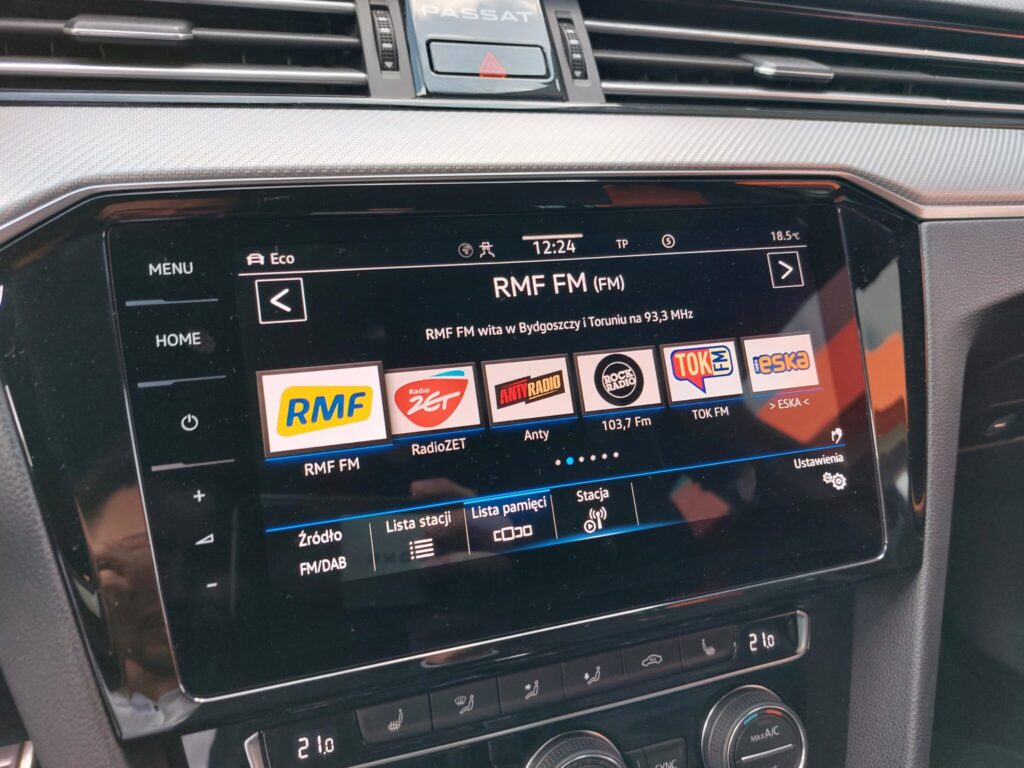 PASSAT
MENU
HOME
+
-
Eco
12:24
TP
5
18.5°C
<
RMF FM (FM)
>
RMF FM wita w Bydgoszczy i Toruniu na 93,3 MHz
RMF
Radio
ZET
ANTYRADIO
ROCK
RADIO
TOK
FM
eska
RMF FM
RadioZET
Anty
103,7 Fm
TOK FM
> ESKA <
Ustawienia
Źródło
FM/DAB
Lista stacji
Lista pamięci
Stacja
21.0
21.0
MAX A/C
SYNC